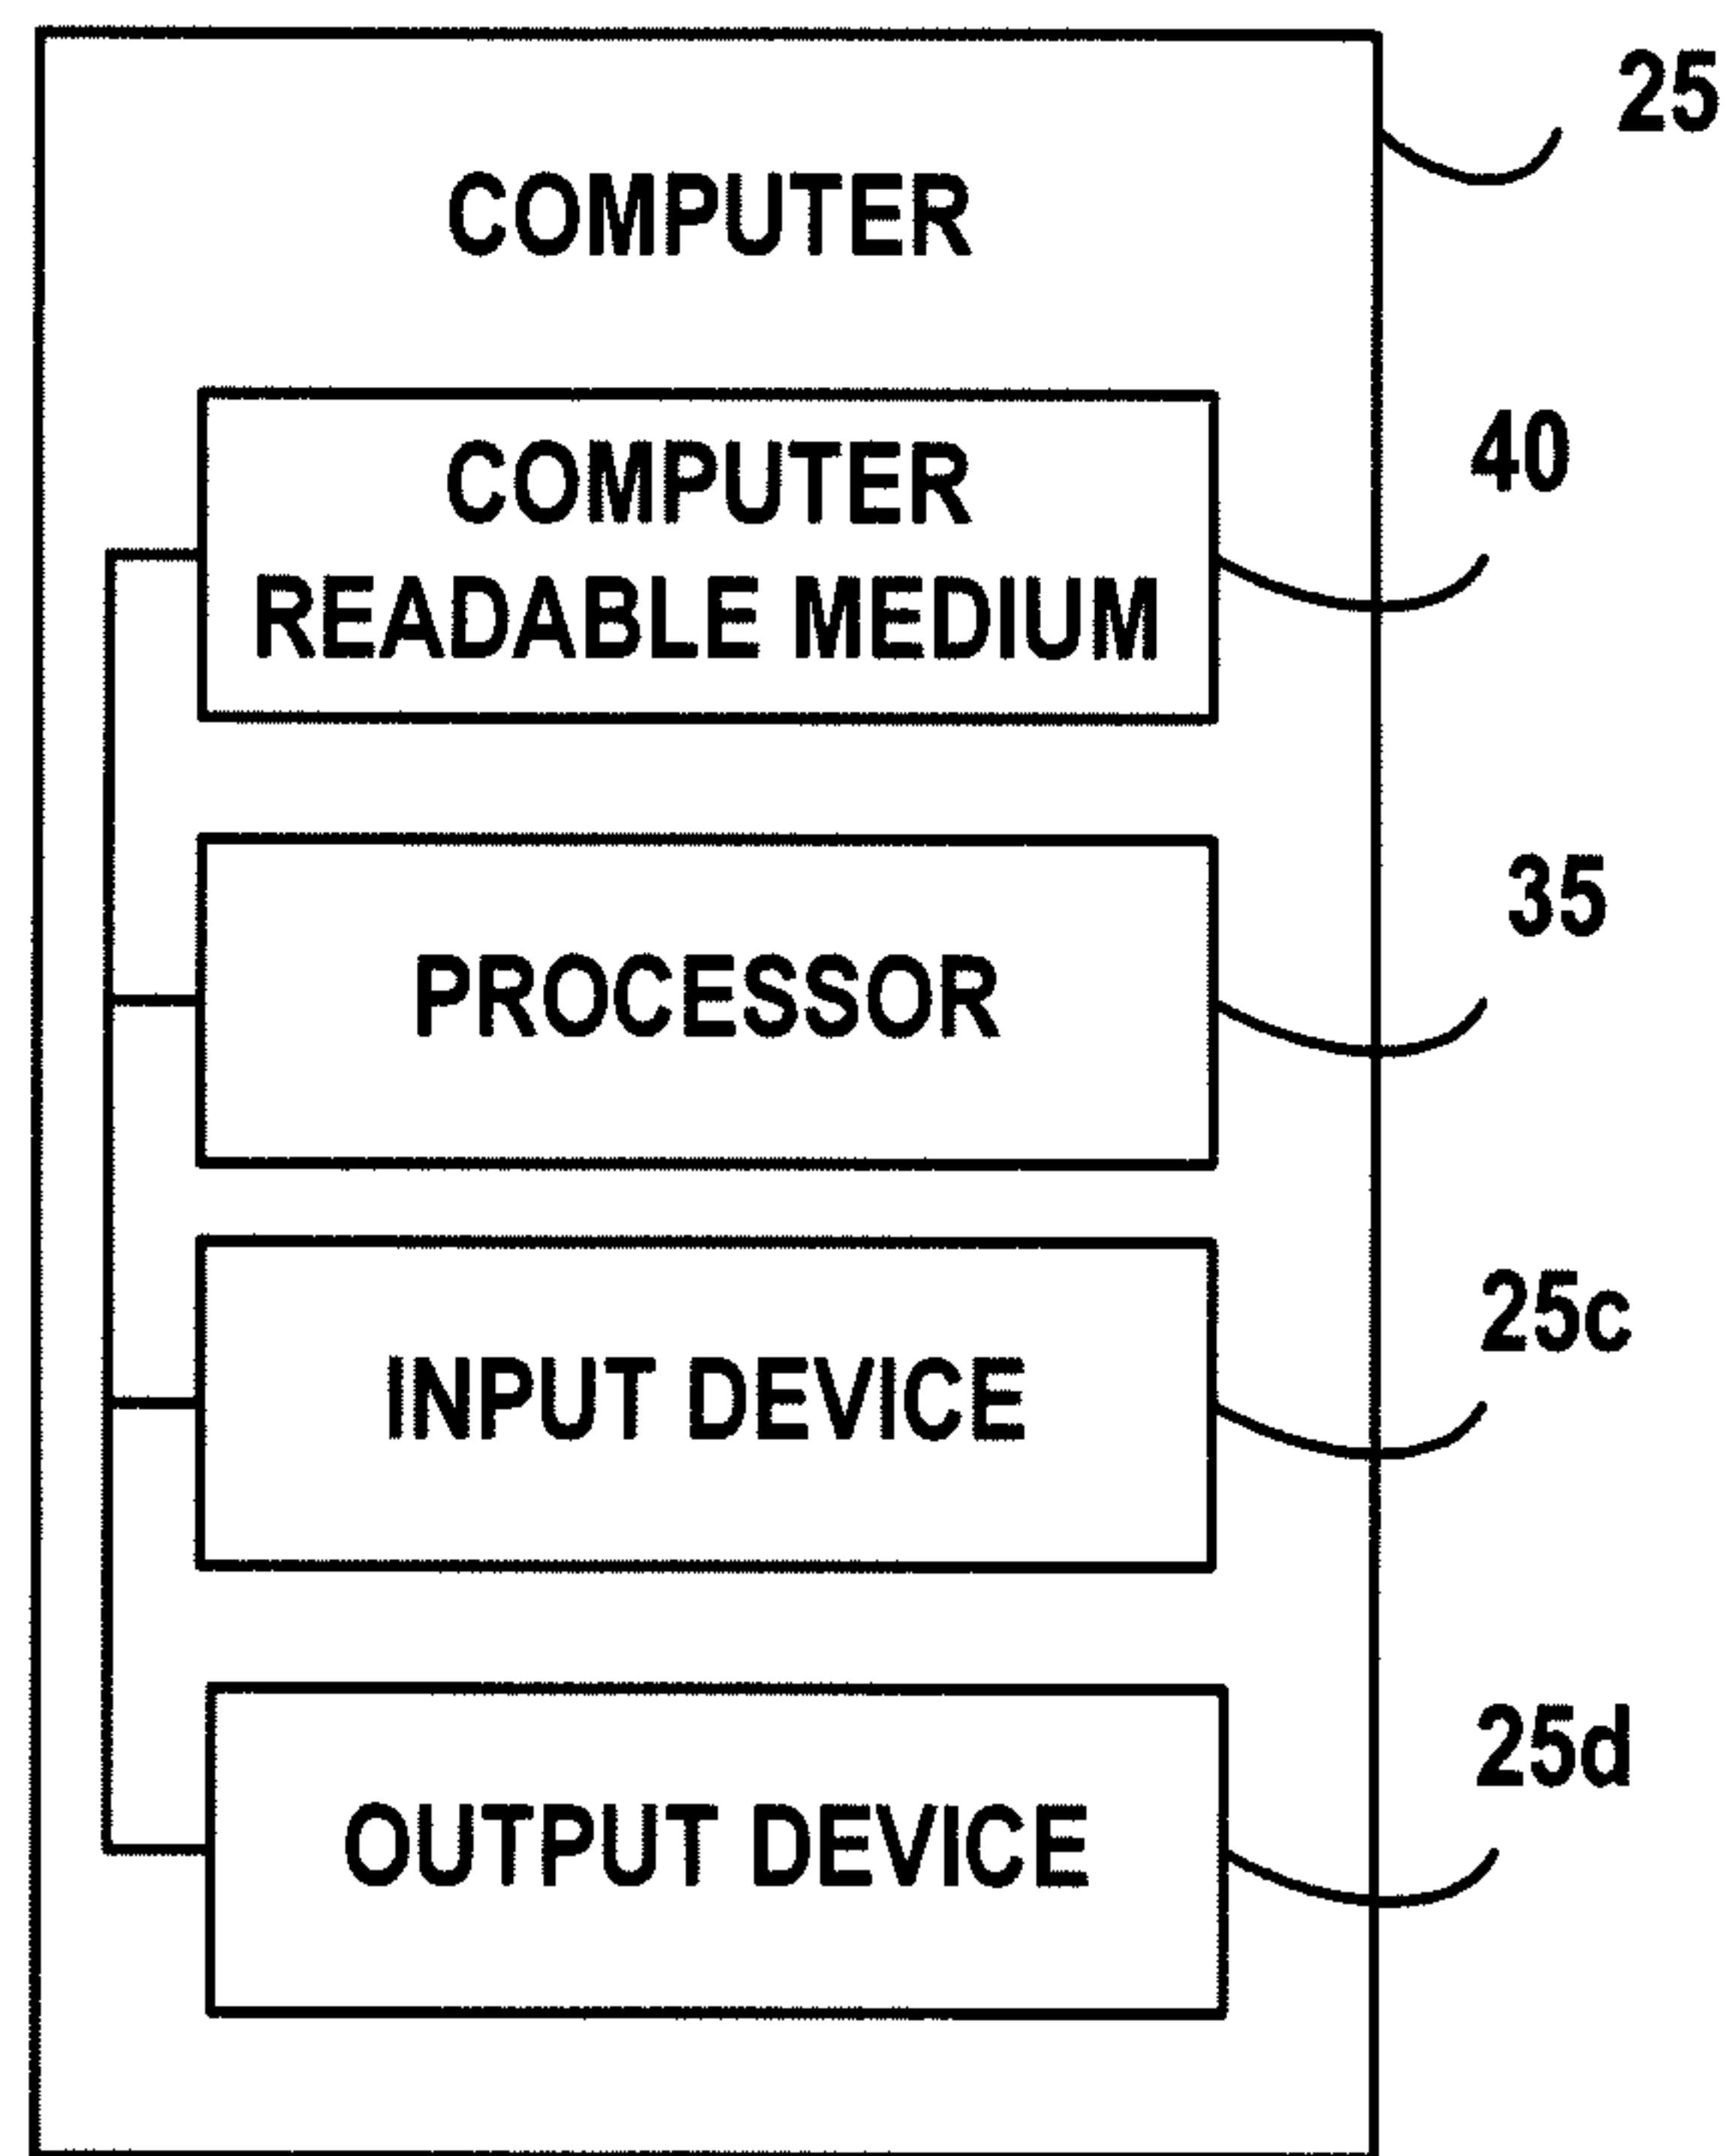 25
COMPUTER
40
COMPUTER
READABLE MEDIUM
35
PROCESSOR
25c
INPUT DEVICE
25d
OUTPUT DEVICE